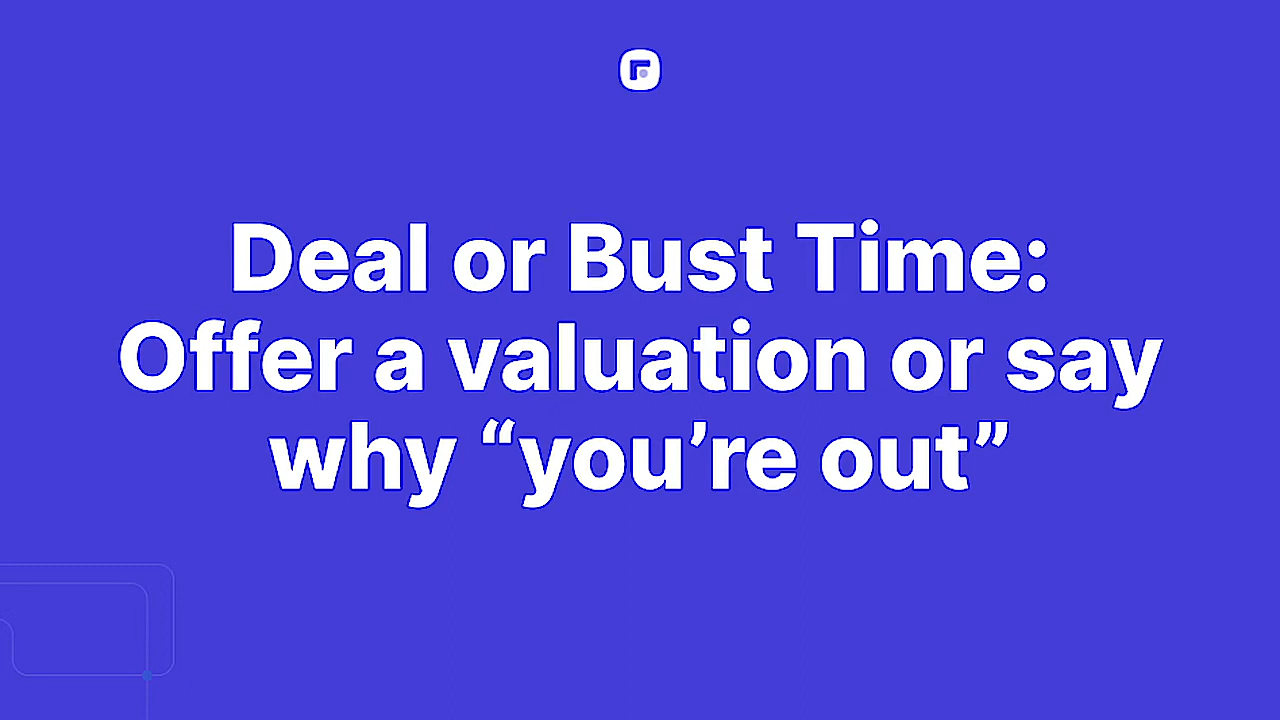 Deal or Bust Time:
Offer a valuation or say
why “you’re out”